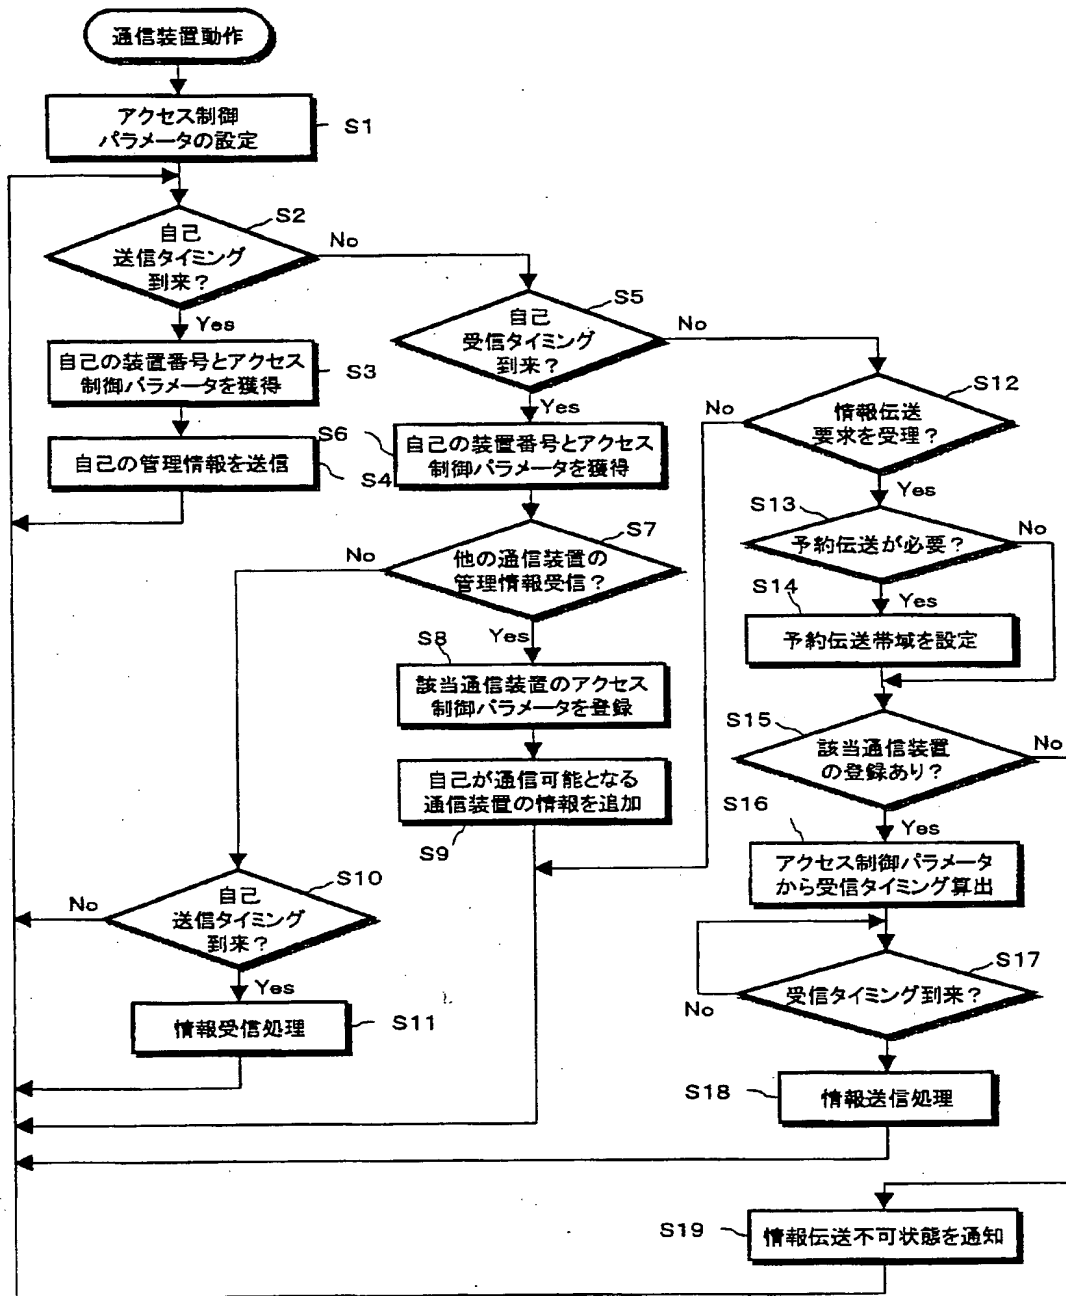 通信装置動作
アクセス制御
パラメータの設定
S1
自己
送信タイミング
到来?
S2
No
Yes
自己の装置番号とアクセス
制御パラメータを獲得
S3
自己の管理情報を送信
S4
自己
受信タイミング
到来?
S5
No
Yes
S6
自己の装置番号とアクセス
制御パラメータを獲得
他の通信装置の
管理情報受信?
S7
No
Yes
S8
該当通信装置のアクセス
制御パラメータを登録
自己が通信可能となる
通信装置の情報を追加
S9
自己
送信タイミング
到来?
S10
No
Yes
情報受信処理
S11
情報伝送
要求を受理?
S12
No
Yes
S13
予約伝送が必要?
No
Yes
S14
予約伝送帯域を設定
S15
該当通信装置
の登録あり?
No
Yes
S16
アクセス制御パラメータ
から受信タイミング算出
S17
受信タイミング到来?
No
S18
情報送信処理
S19
情報伝送不可状態を通知